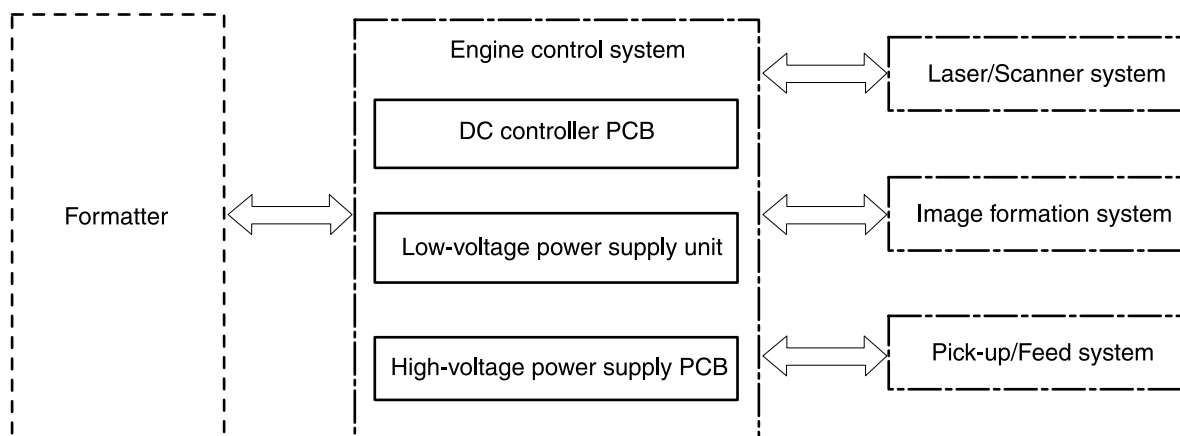 Formatter
Engine control system
DC controller PCB
Low-voltage power supply unit
High-voltage power supply PCB
Laser/Scanner system
Image formation system
Pick-up/Feed system